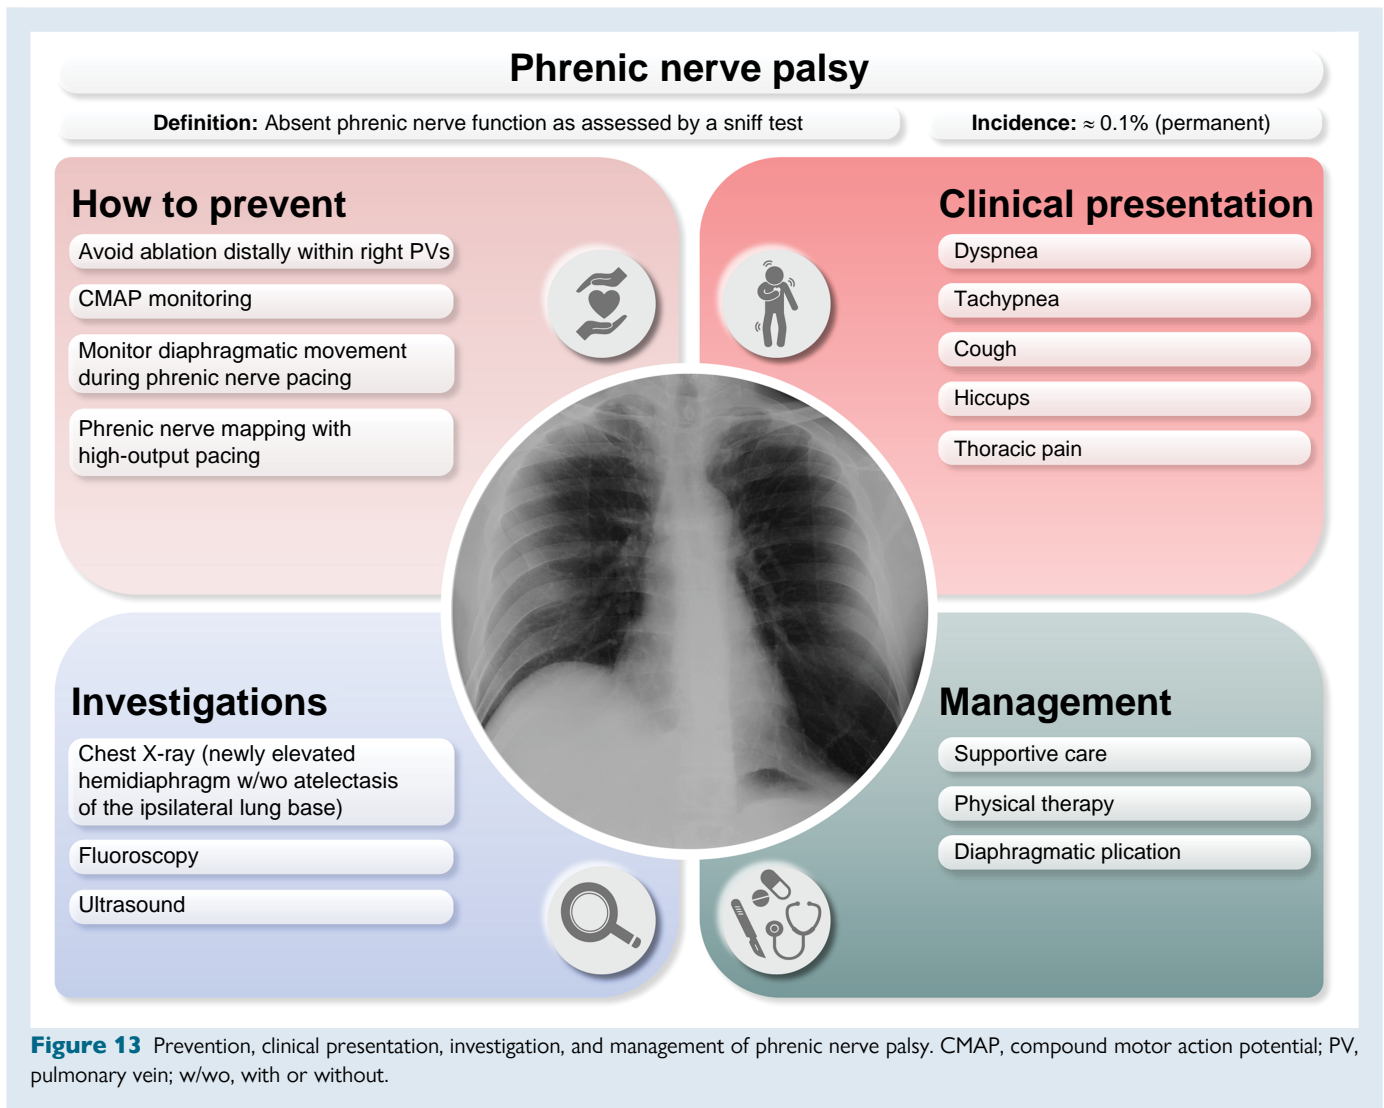 Phrenic nerve palsy
Definition: Absent phrenic nerve function as assessed by a sniff test
Incidence: ≈ 0.1% (permanent)
How to prevent
Avoid ablation distally within right PVs
CMAP monitoring
Monitor diaphragmatic movement
during phrenic nerve pacing
Phrenic nerve mapping with
high-output pacing
Clinical presentation
Dyspnea
Tachypnea
Cough
Hiccups
Thoracic pain
Investigations
Chest X-ray (newly elevated
hemidiaphragm w/wo atelectasis
of the ipsilateral lung base)
Fluoroscopy
Ultrasound
Management
Supportive care
Physical therapy
Diaphragmatic plication
Figure 13 Prevention, clinical presentation, investigation, and management of phrenic nerve palsy. CMAP, compound motor action potential; PV,
pulmonary vein; w/wo, with or without.